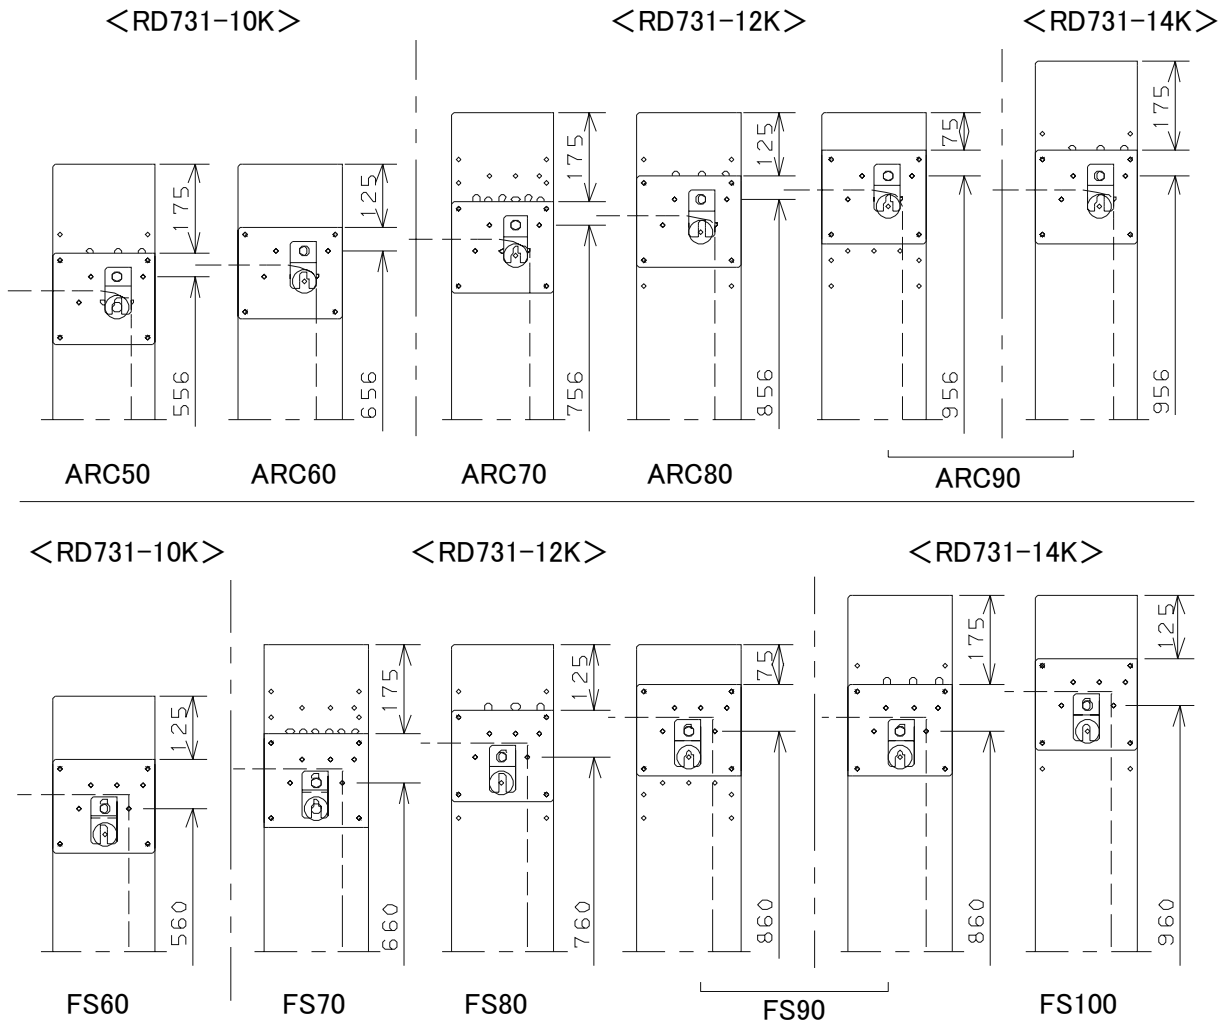 <RD731-10K> <RD731-12K> <RD731-14K>
175 125 175 125 75 175
556 656 756 856 956 956
ARC50 ARC60 ARC70 ARC80 ARC90
<RD731-10K> <RD731-12K> <RD731-14K>
125 175 125 75 175 125
560 660 760 860 860 960
FS60 FS70 FS80 FS90 FS100